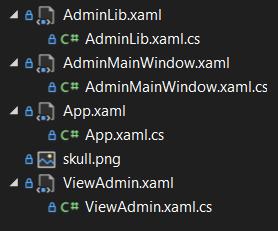 AdminLib.xaml
C# AdminLib.xaml.cs
AdminMainWindow.xaml
C# AdminMainWindow.xaml.cs
App.xaml
C# App.xaml.cs
skull.png
ViewAdmin.xaml
C# ViewAdmin.xaml.cs